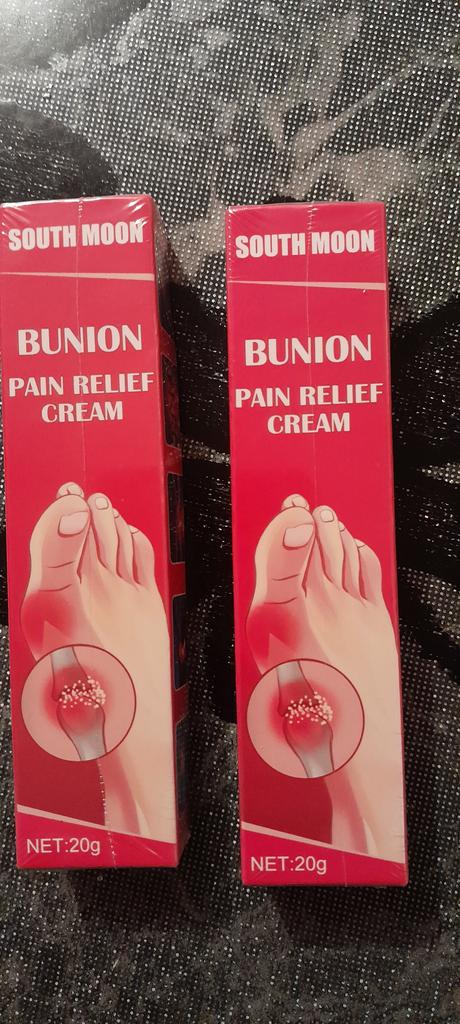 SOUTH MOON
BUNION
PAIN RELIEF
CREAM
NET:20g
SOUTH MOON
BUNION
PAIN RELIEF
CREAM
NET:20g